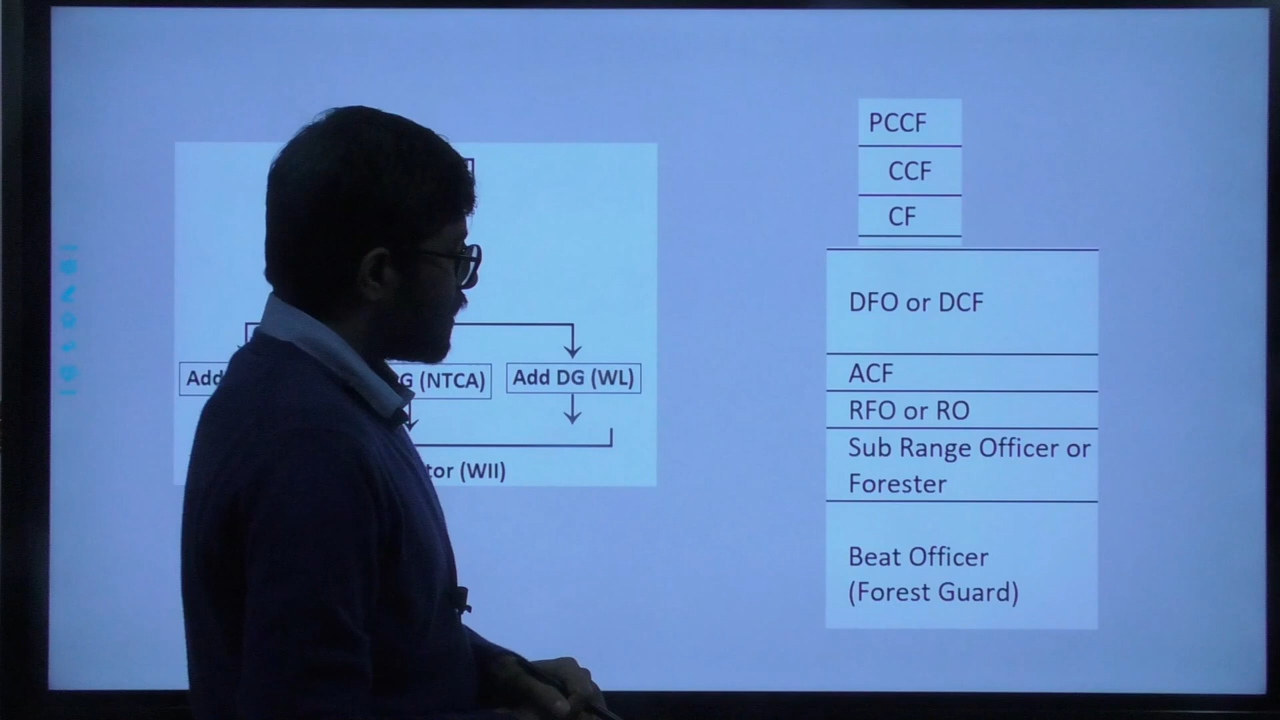 Add
G (NTCA)
Add DG (WL)
tor (WII)
PCCF
CCF
CF
DFO or DCF
ACF
RFO or RO
Sub Range Officer or
Forester
Beat Officer
(Forest Guard)